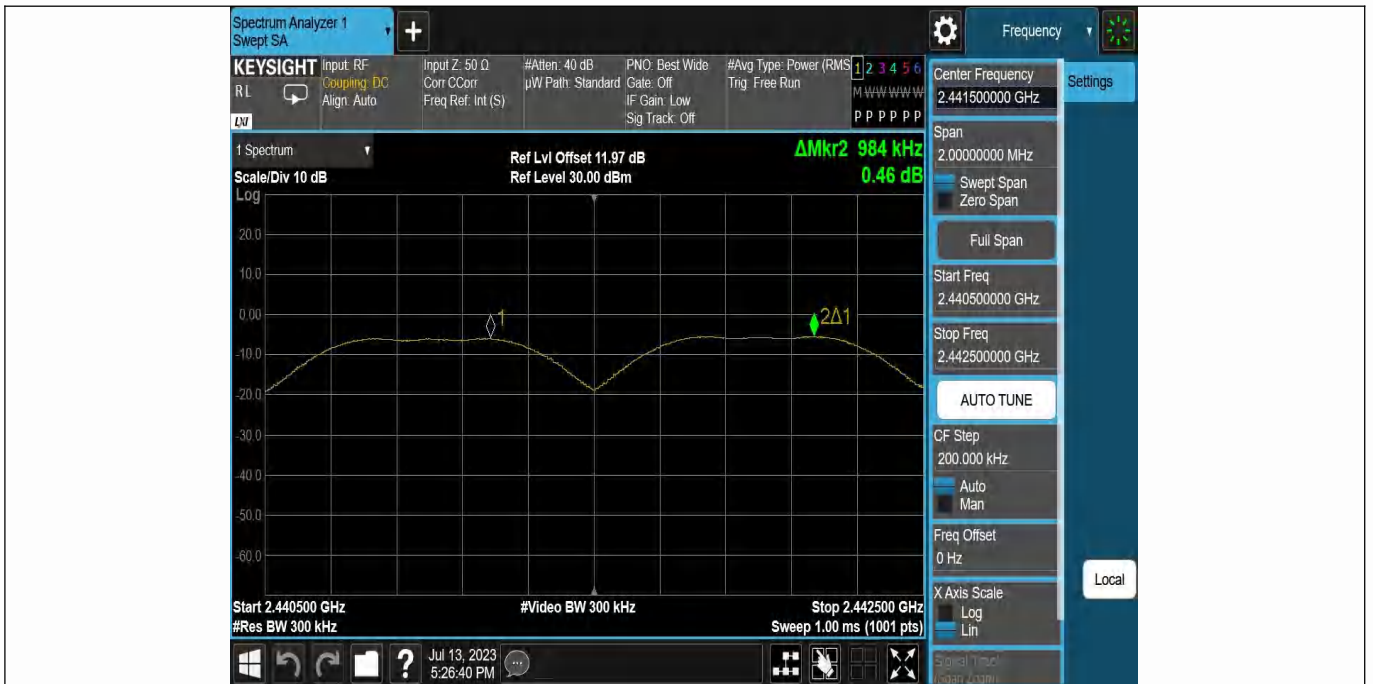 Spectrum Analyzer 1
Swept SA
+
Frequency
KEYSIGHT
RL
LXI
Input: RF
Coupling: DC
Align: Auto
Input Z: 50 Ω
Corr CCorr
Freq Ref: Int (S)
#Atten: 40 dB
µW Path: Standard
PNO: Best Wide
Gate: Off
IF Gain: Low
Sig Track: Off
#Avg Type: Power (RMS
Trig: Free Run
1 2 3 4 5 6
M W W W W W
P P P P P P
1 Spectrum
Scale/Div 10 dB
Ref Lvl Offset 11.97 dB
Ref Level 30.00 dBm
ΔMkr2 984 kHz
0.46 dB
Log
20.0
10.0
0.00
-10.0
-20.0
-30.0
-40.0
-50.0
-60.0
1
2Δ1
Start 2.440500 GHz
#Res BW 300 kHz
#Video BW 300 kHz
Stop 2.442500 GHz
Sweep 1.00 ms (1001 pts)
Center Frequency
2.441500000 GHz
Settings
Span
2.00000000 MHz
Swept Span
Zero Span
Full Span
Start Freq
2.440500000 GHz
Stop Freq
2.442500000 GHz
AUTO TUNE
CF Step
200.000 kHz
Auto
Man
Freq Offset
0 Hz
X Axis Scale
Log
Lin
Signal Track
(Span Zoom)
Local
?
Jul 13, 2023
5:26:40 PM